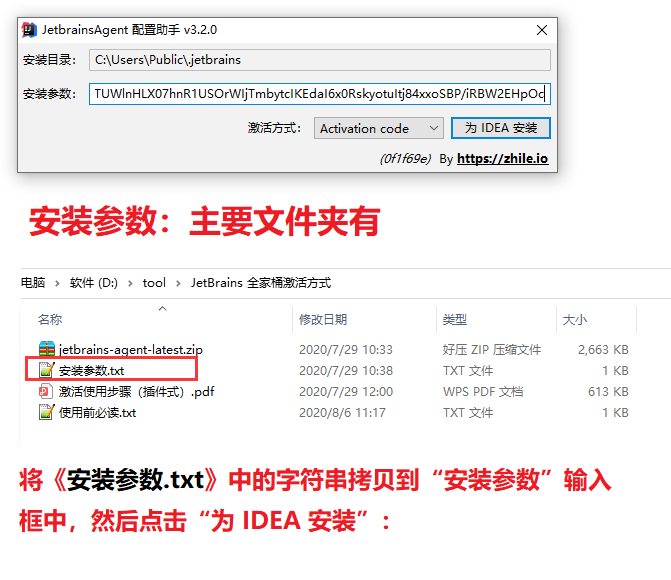 JetbrainsAgent 配置助手 v3.2.0
安装目录: C:\Users\Public\.jetbrains
安装参数: TUWlnHLX07hnR1USOrWIjTmbytcIKEdaI6x0RskyotuItj84xxoSBP/iRBW2EHpOc
激活方式: Activation code 为 IDEA 安装
(0f1f69e) By https://zhile.io
安装参数：主要文件夹有
电脑 › 软件 (D:) › tool › JetBrains 全家桶激活方式
名称 修改日期 类型 大小
jetbrains-agent-latest.zip 2020/7/29 10:33 好压 ZIP 压缩文件 2,663 KB
安装参数.txt 2020/7/29 10:38 TXT 文件 1 KB
激活使用步骤（插件式）.pdf 2020/7/29 12:00 WPS PDF 文档 613 KB
使用前必读.txt 2020/8/6 11:17 TXT 文件 1 KB
将《安装参数.txt》中的字符串拷贝到“安装参数”输入
框中，然后点击“为 IDEA 安装”：